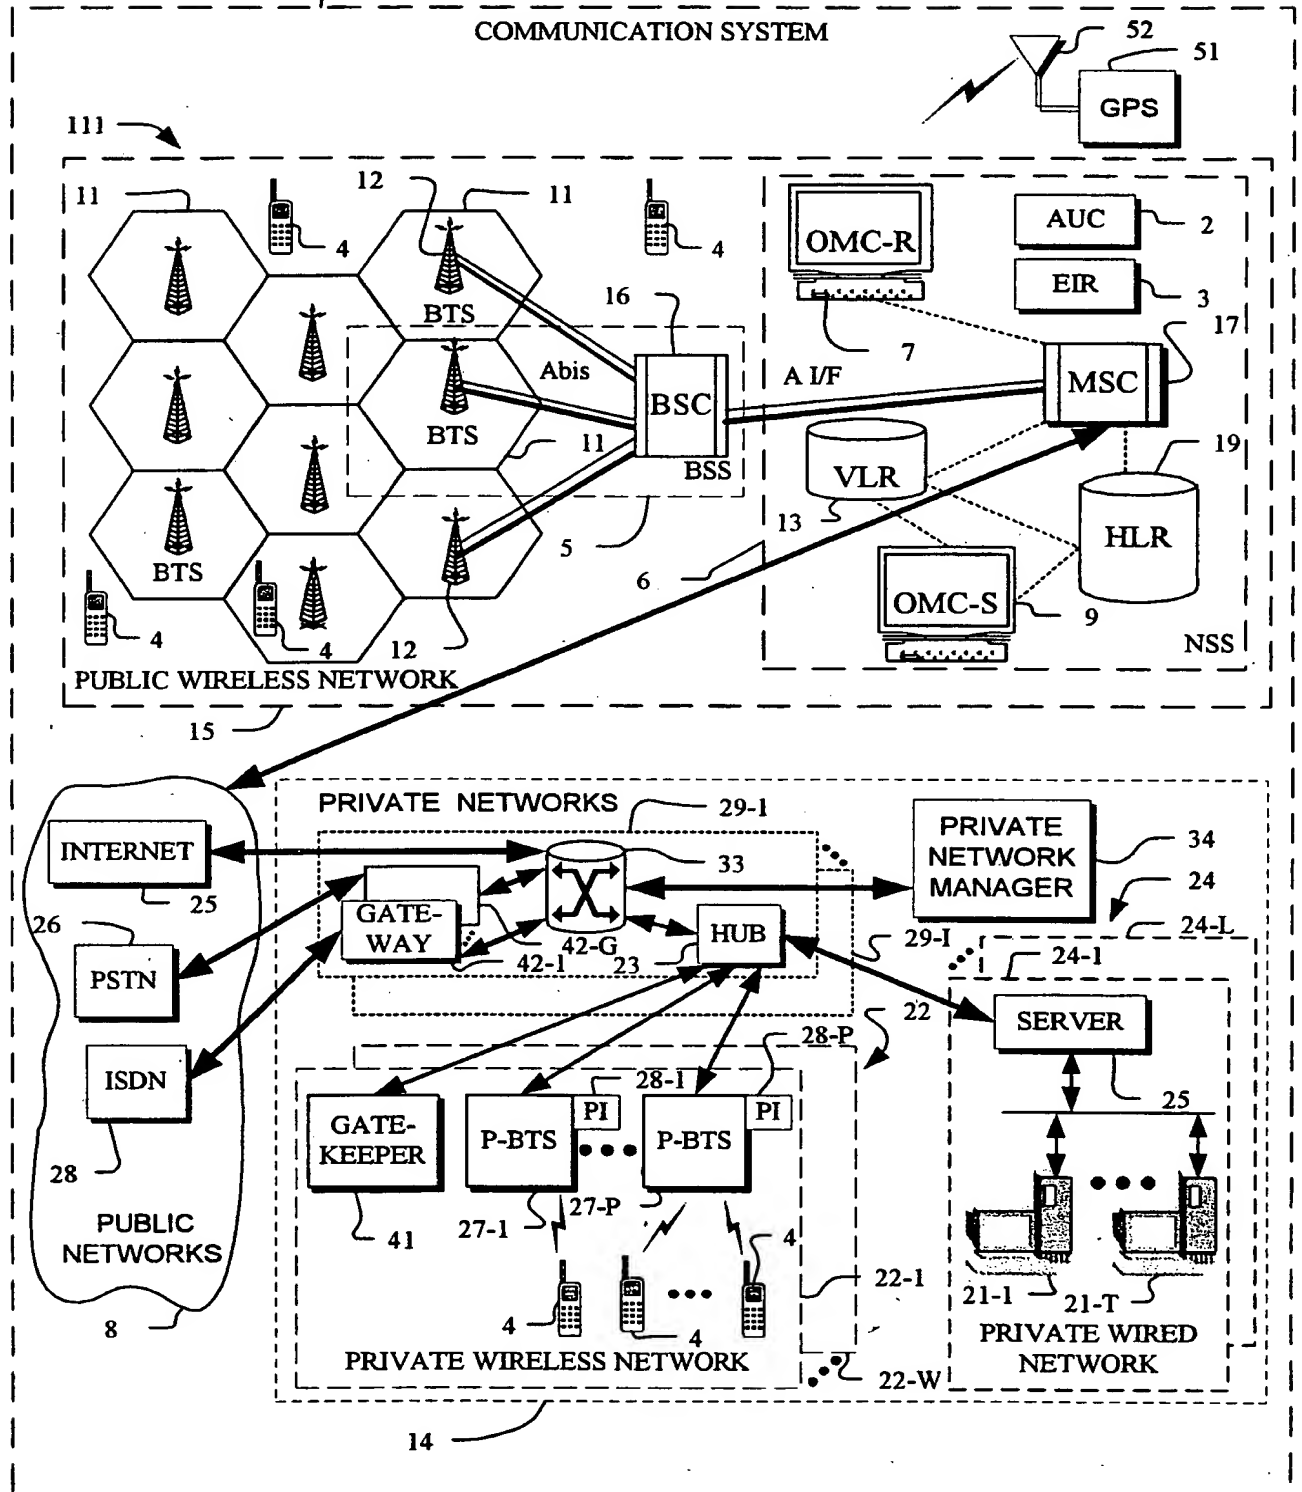 COMMUNICATION SYSTEM
52
51
GPS
111
11
12
11
4
4
OMC-R
AUC
2
EIR
3
BTS
16
7
17
Abis
BSC
A I/F
MSC
BTS
11
BSS
VLR
19
13
HLR
BTS
5
6
OMC-S
9
4
4
12
NSS
PUBLIC WIRELESS NETWORK
15
PRIVATE NETWORKS
29-1
PRIVATE
NETWORK
MANAGER
34
INTERNET
33
25
24
26
GATE-
WAY
42-G
HUB
24-L
42-1
23
29-I
24-1
PSTN
22
SERVER
28-P
ISDN
28-1
PI
PI
25
GATE-
KEEPER
P-BTS
P-BTS
28
27-P
PUBLIC
NETWORKS
41
27-1
4
22-1
21-1
21-T
8
4
4
PRIVATE WIRED
NETWORK
PRIVATE WIRELESS NETWORK
22-W
14